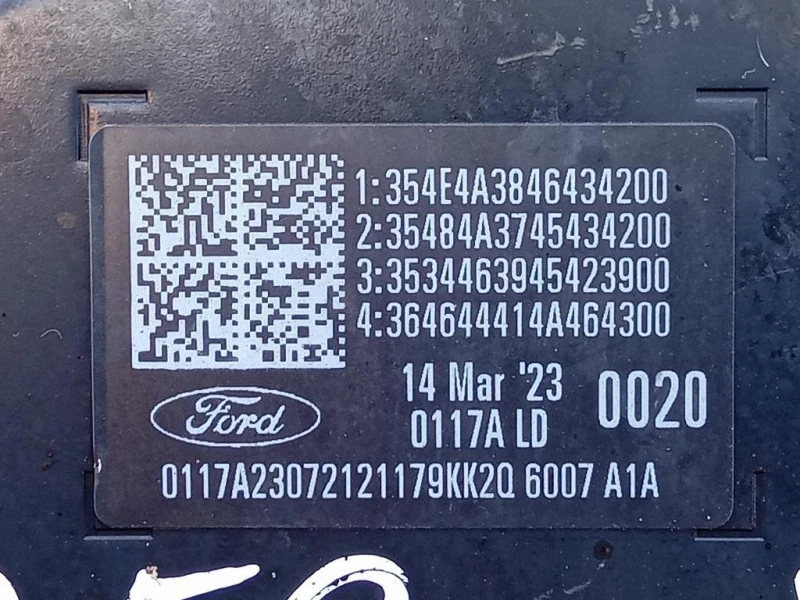 1:354E4A3846434200
2:35484A3745434200
3:3534463945423900
4:364644414A464300
14 Mar '23
0020
0117A LD
Ford
0117A23072121179KK2Q 6007 A1A